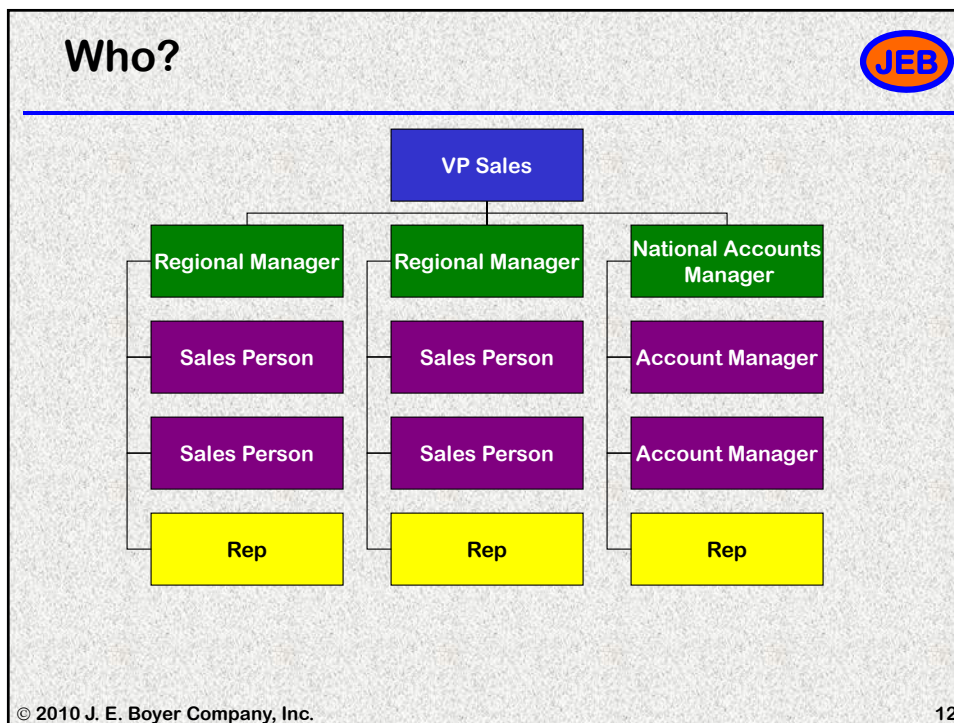 Who?
JEB
VP Sales
Regional Manager
Regional Manager
National Accounts
Manager
Sales Person
Sales Person
Account Manager
Sales Person
Sales Person
Account Manager
Rep
Rep
Rep
© 2010 J. E. Boyer Company, Inc.
12